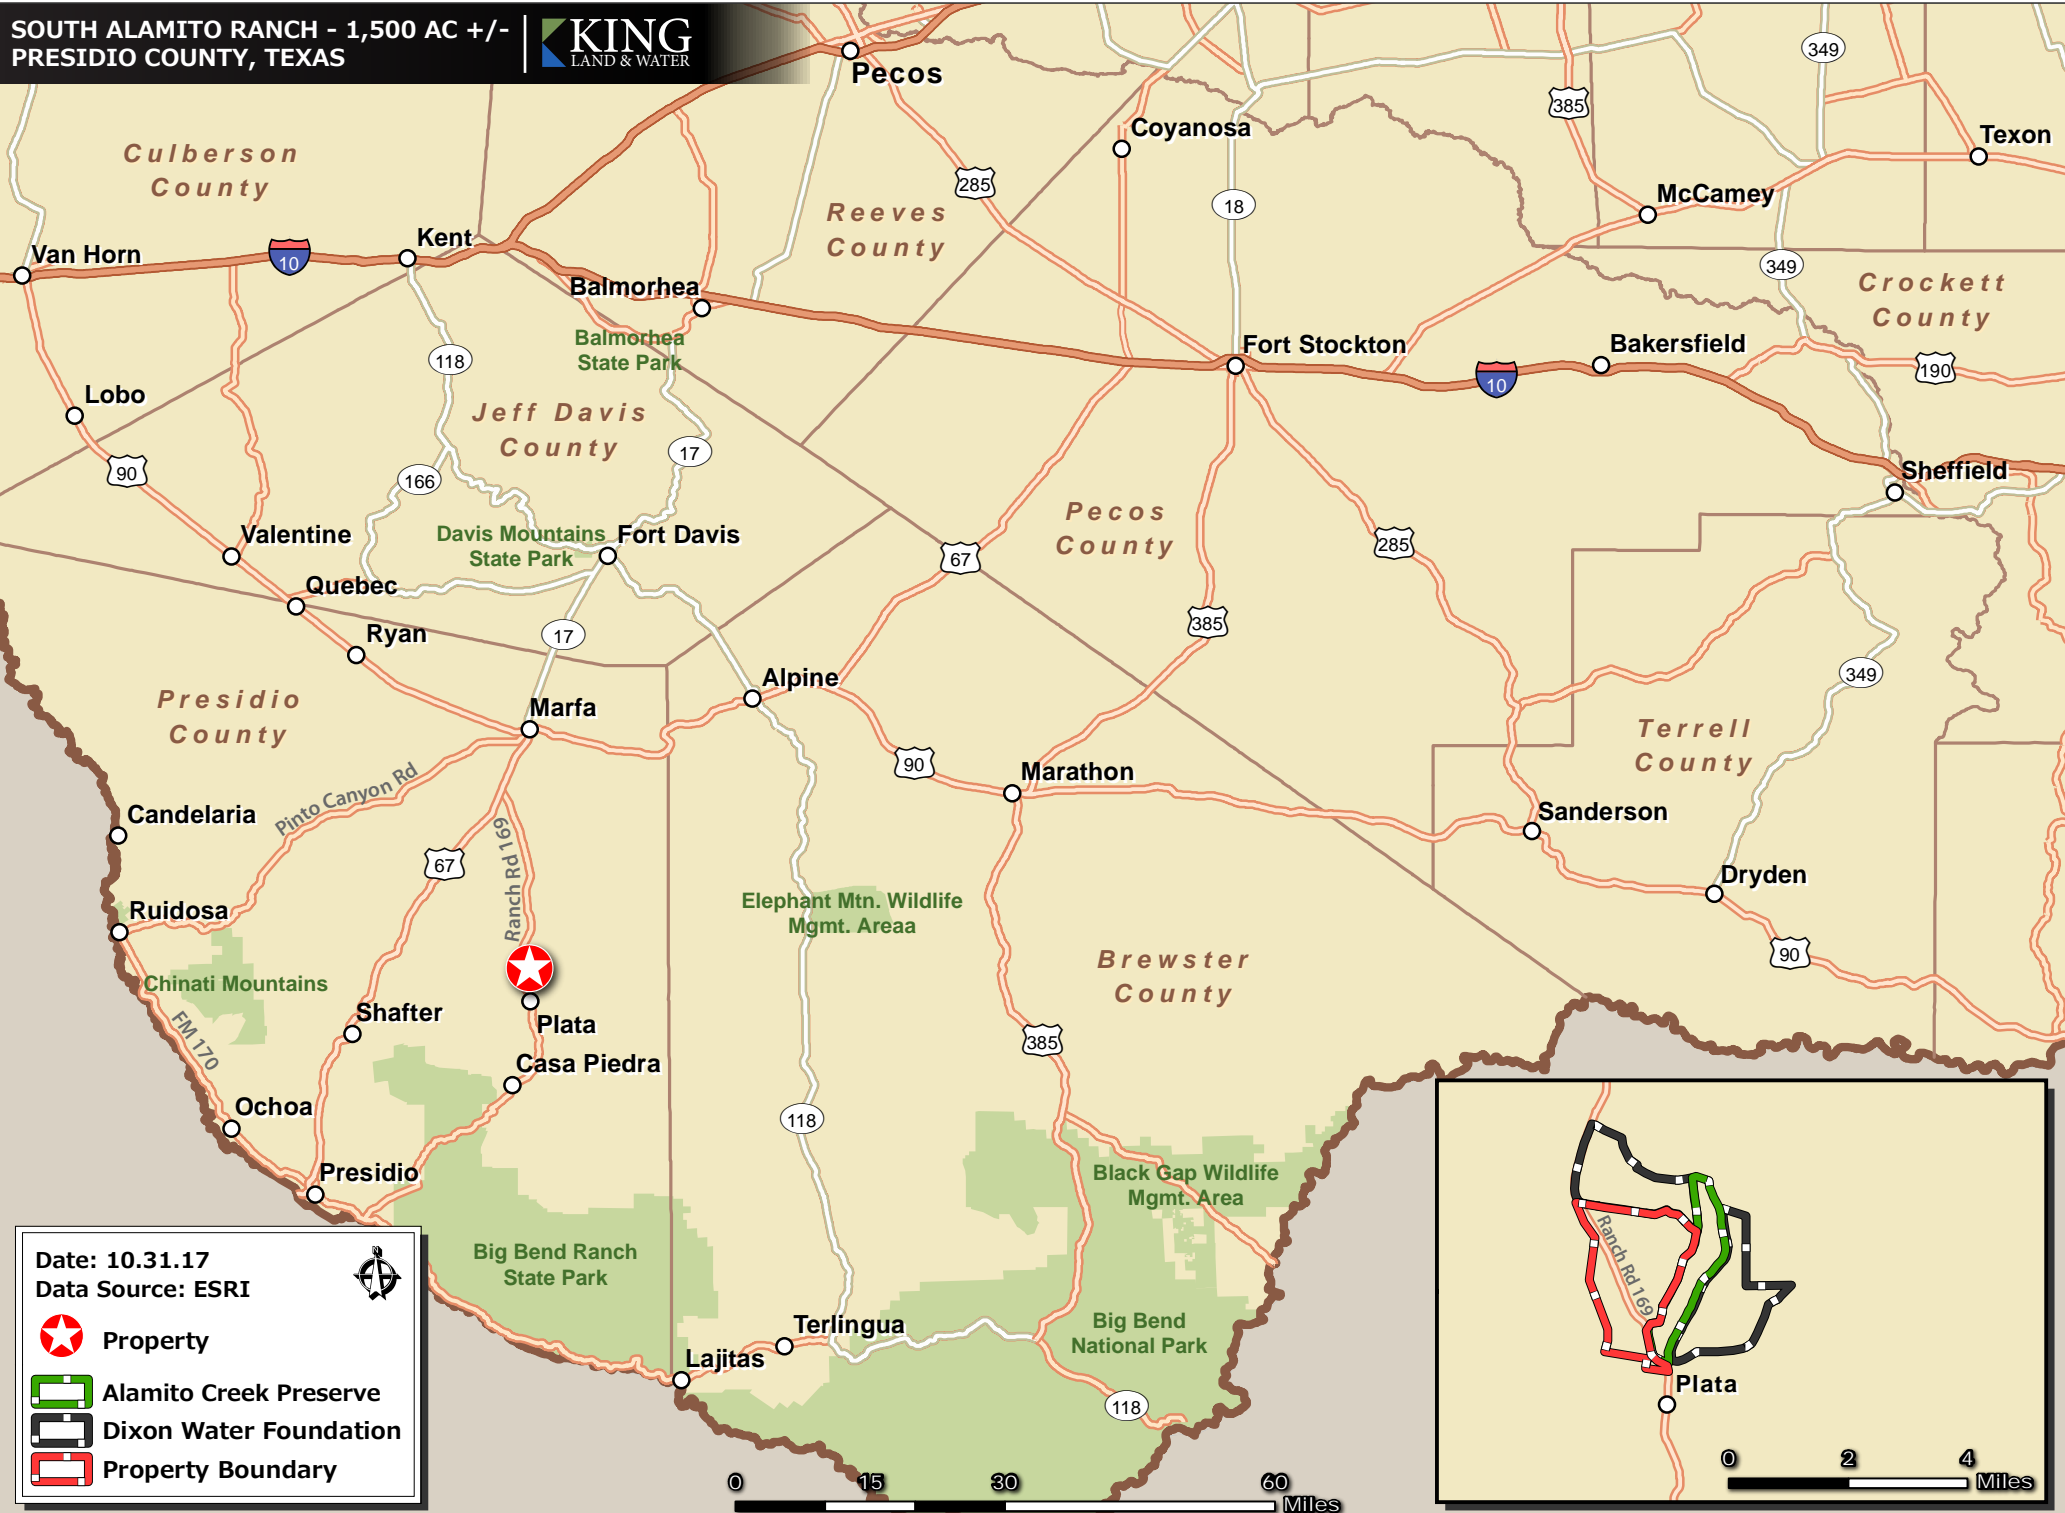 SOUTH ALAMITO RANCH - 1,500 AC +/-
PRESIDIO COUNTY, TEXAS
KING
LAND & WATER
Pecos
349
385
Coyanosa
Texon
Culberson
County
285
McCamey
18
Reeves
County
Kent
Van Horn
10
349
Crockett
County
Balmorhea
Balmorhea
State Park
Fort Stockton
Bakersfield
118
190
10
Lobo
Jeff Davis
County
17
90
166
Sheffield
Pecos
County
Valentine
Davis Mountains
State Park
Fort Davis
67
285
Quebec
Ryan
17
385
349
Alpine
Presidio
County
Marfa
Terrell
County
90
Marathon
Pinto Canyon Rd
Candelaria
Sanderson
67
Ranch Rd 169
Dryden
Ruidosa
Elephant Mtn. Wildlife
Mgmt. Areaa
Brewster
County
90
Chinati Mountains
Shafter
Plata
FM 170
385
Casa Piedra
Ochoa
118
Presidio
Black Gap Wildlife
Mgmt. Area
Big Bend Ranch
State Park
Big Bend
National Park
Terlingua
Lajitas
118
Ranch Rd 169
Plata
0 2 4
Miles
Date: 10.31.17
Data Source: ESRI
N
Property
Alamito Creek Preserve
Dixon Water Foundation
Property Boundary
0 15 30 60
Miles